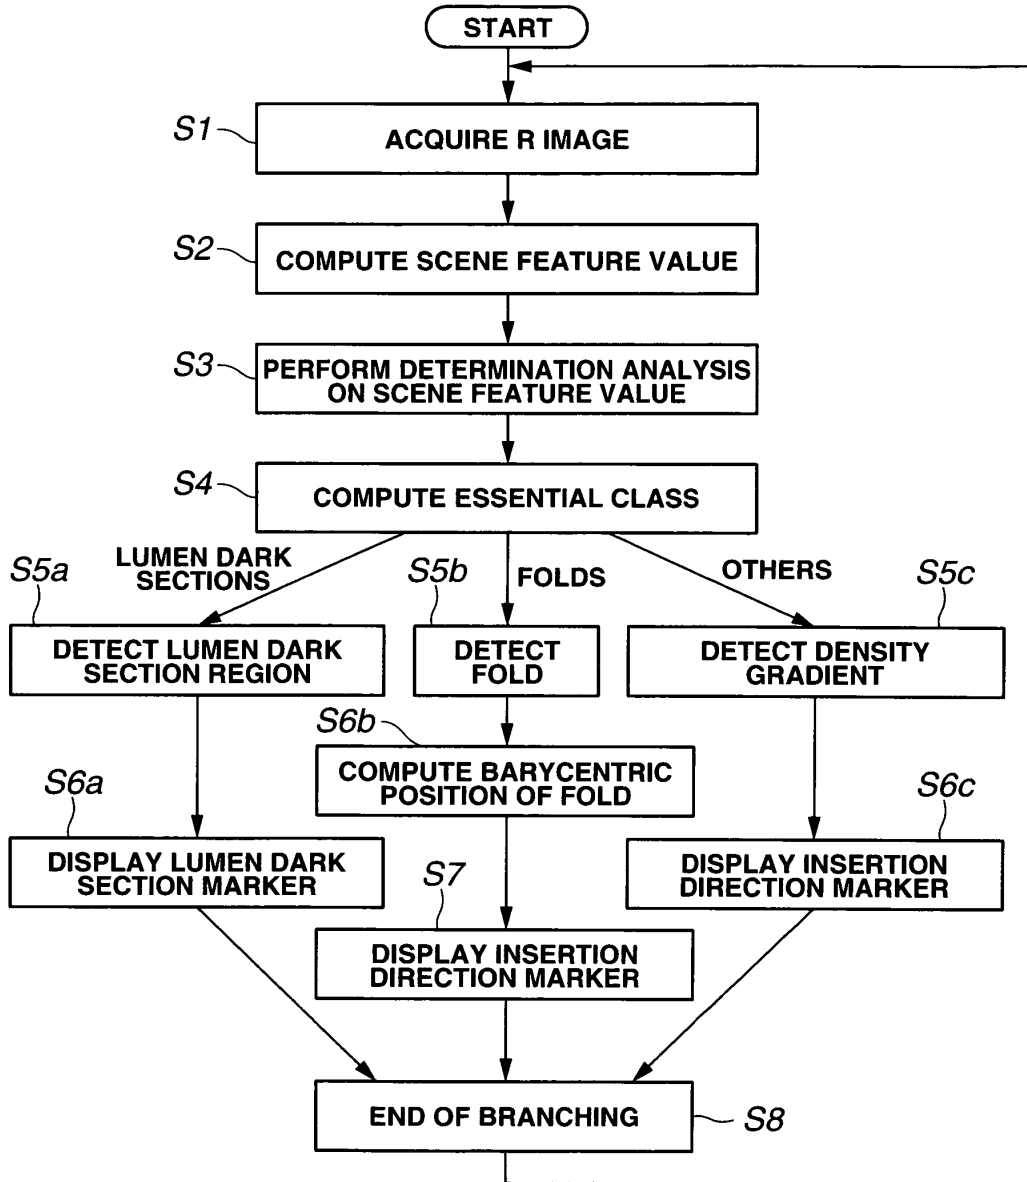 START
S1
ACQUIRE R IMAGE
S2
COMPUTE SCENE FEATURE VALUE
S3
PERFORM DETERMINATION ANALYSIS
ON SCENE FEATURE VALUE
S4
COMPUTE ESSENTIAL CLASS
LUMEN DARK
SECTIONS
FOLDS
OTHERS
S5a
S5b
S5c
DETECT LUMEN DARK
SECTION REGION
DETECT
FOLD
DETECT DENSITY
GRADIENT
S6b
COMPUTE BARYCENTRIC
POSITION OF FOLD
S6a
S6c
DISPLAY LUMEN DARK
SECTION MARKER
DISPLAY INSERTION
DIRECTION MARKER
S7
DISPLAY INSERTION
DIRECTION MARKER
END OF BRANCHING
S8